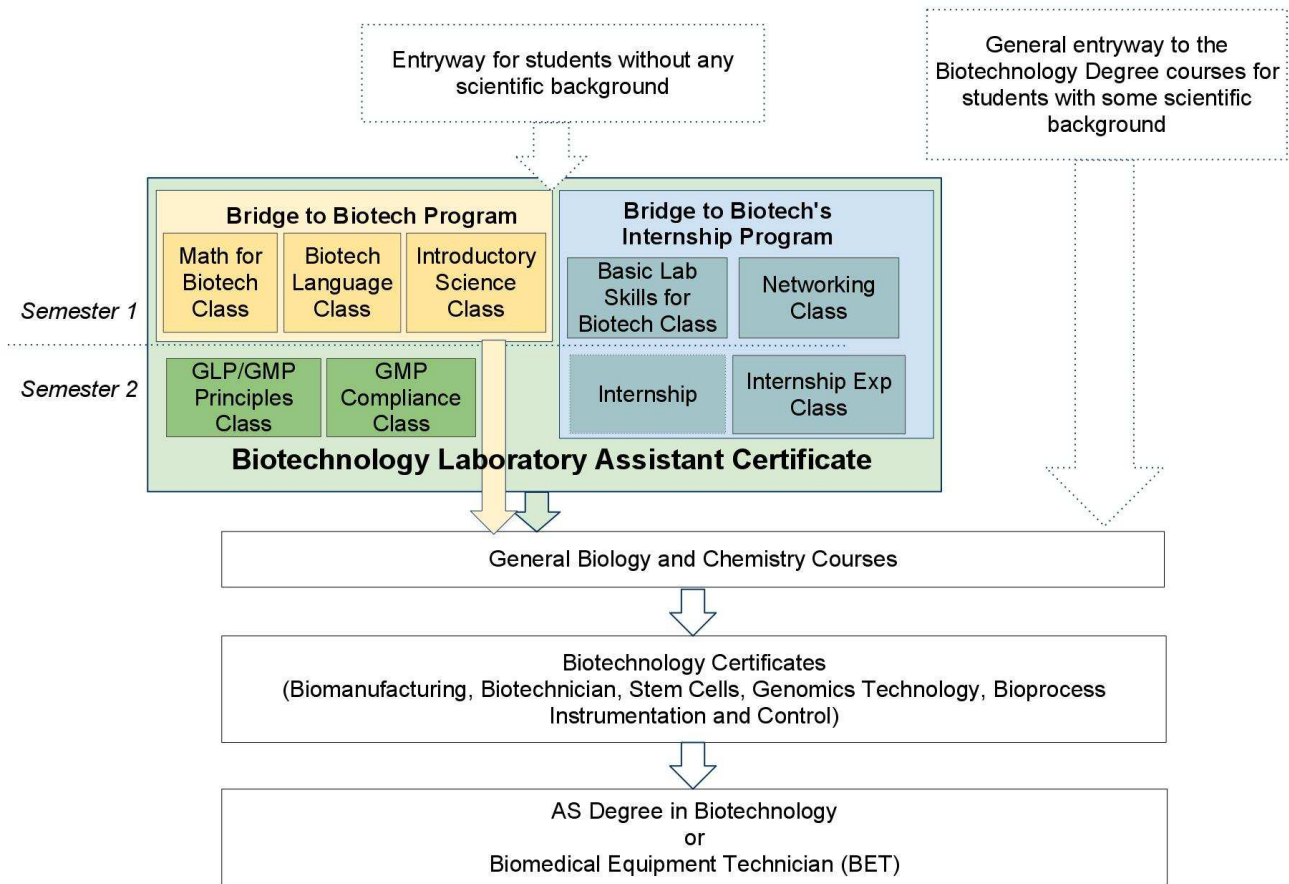 Entryway for students without any
scientific background
General entryway to the
Biotechnology Degree courses for
students with some scientific
background
Bridge to Biotech Program
Math for
Biotech
Class
Biotech
Language
Class
Introductory
Science
Class
Bridge to Biotech's
Internship Program
Basic Lab
Skills for
Biotech Class
Networking
Class
Semester 1
Semester 2
GLP/GMP
Principles
Class
GMP
Compliance
Class
Internship
Internship Exp
Class
Biotechnology Laboratory Assistant Certificate
General Biology and Chemistry Courses
Biotechnology Certificates
(Biomanufacturing, Biotechnician, Stem Cells, Genomics Technology, Bioprocess
Instrumentation and Control)
AS Degree in Biotechnology
or
Biomedical Equipment Technician (BET)